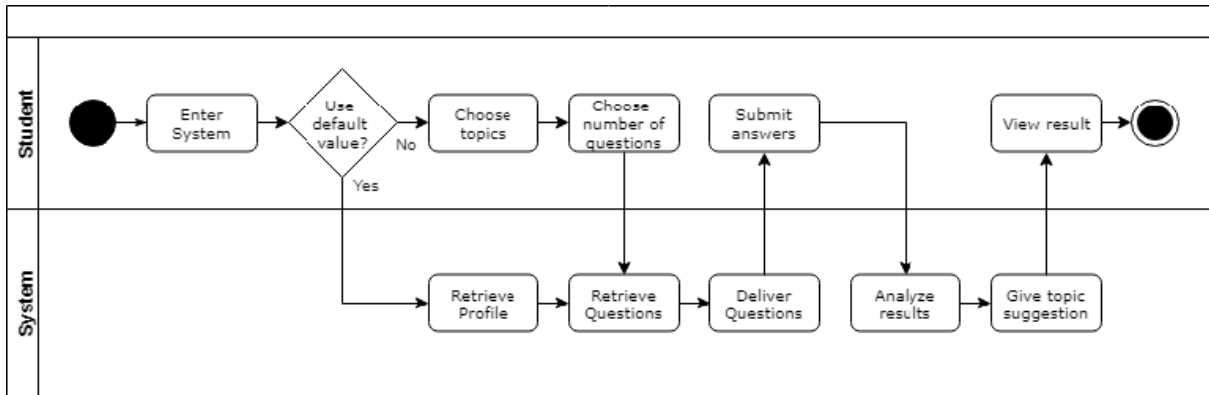 Student
Enter
System
Use
default
value?
No
Yes
Choose
topics
Choose
number of
questions
Submit
answers
View result
System
Retrieve
Profile
Retrieve
Questions
Deliver
Questions
Analyze
results
Give topic
suggestion